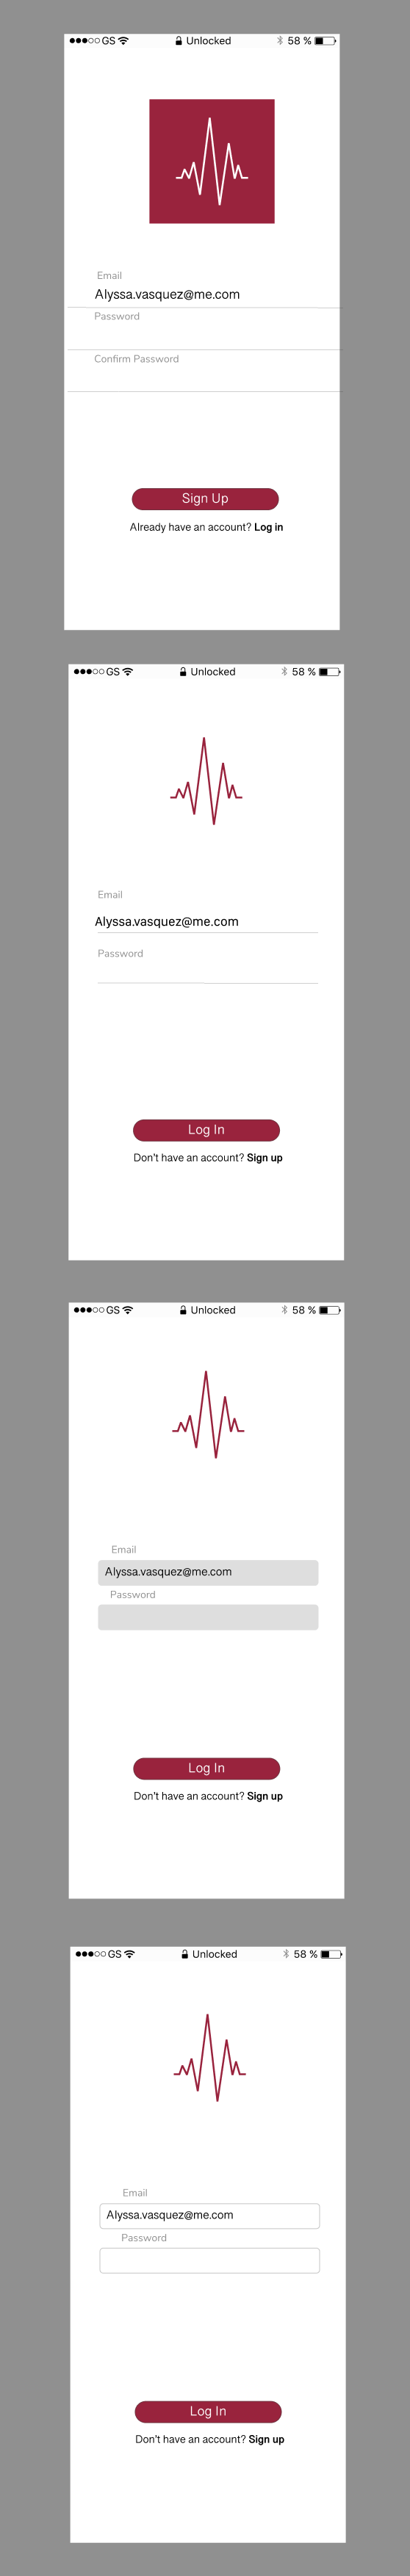 GS Unlocked 58 %
Email
Alyssa.vasquez@me.com
Password
Confirm Password
Sign Up
Already have an account? Log in
GS Unlocked 58 %
Email
Alyssa.vasquez@me.com
Password
Log In
Don't have an account? Sign up
GS Unlocked 58 %
Email
Alyssa.vasquez@me.com
Password
Log In
Don't have an account? Sign up
GS Unlocked 58 %
Email
Alyssa.vasquez@me.com
Password
Log In
Don't have an account? Sign up